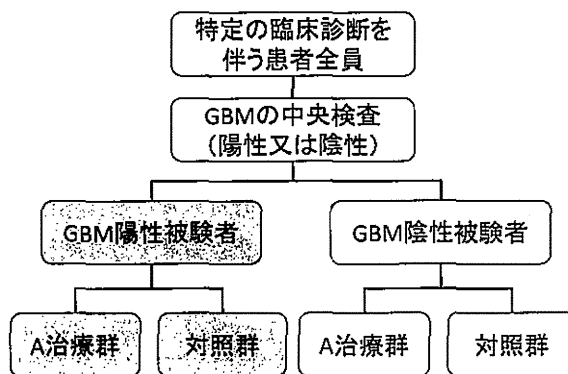 特定の臨床診断を
伴う患者全員
GBMの中央検査
(陽性又は陰性)
GBM陽性被験者
GBM陰性被験者
A治療群
対照群
A治療群
対照群